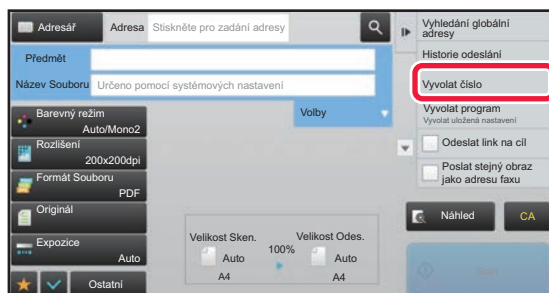 Adresář
Adresa
Stiskněte pro zadání adresy
Předmět
Název Souboru
Určeno pomocí systémových nastavení
Barevný režim
Auto/Mono2
Rozlišení
200x200dpi
Formát Souboru
PDF
Originál
Expozice
Auto
Ostatní
Volby
Velikost Sken.
Auto
A4
100%
Velikost Odes.
Auto
A4
Vyhledání globální
adresy
Historie odeslání
Vyvolat číslo
Vyvolat program
Vyvolat uložená nastavení
Odeslat link na cíl
Poslat stejný obraz
jako adresu faxu
Náhled
CA
Start